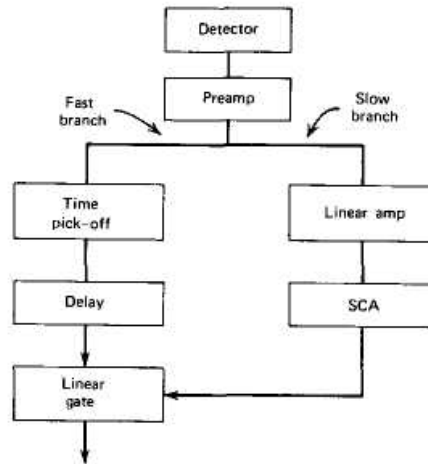 Detector
Preamp
Fast
branch
Slow
branch
Time
pick-off
Linear amp
Delay
SCA
Linear
gate